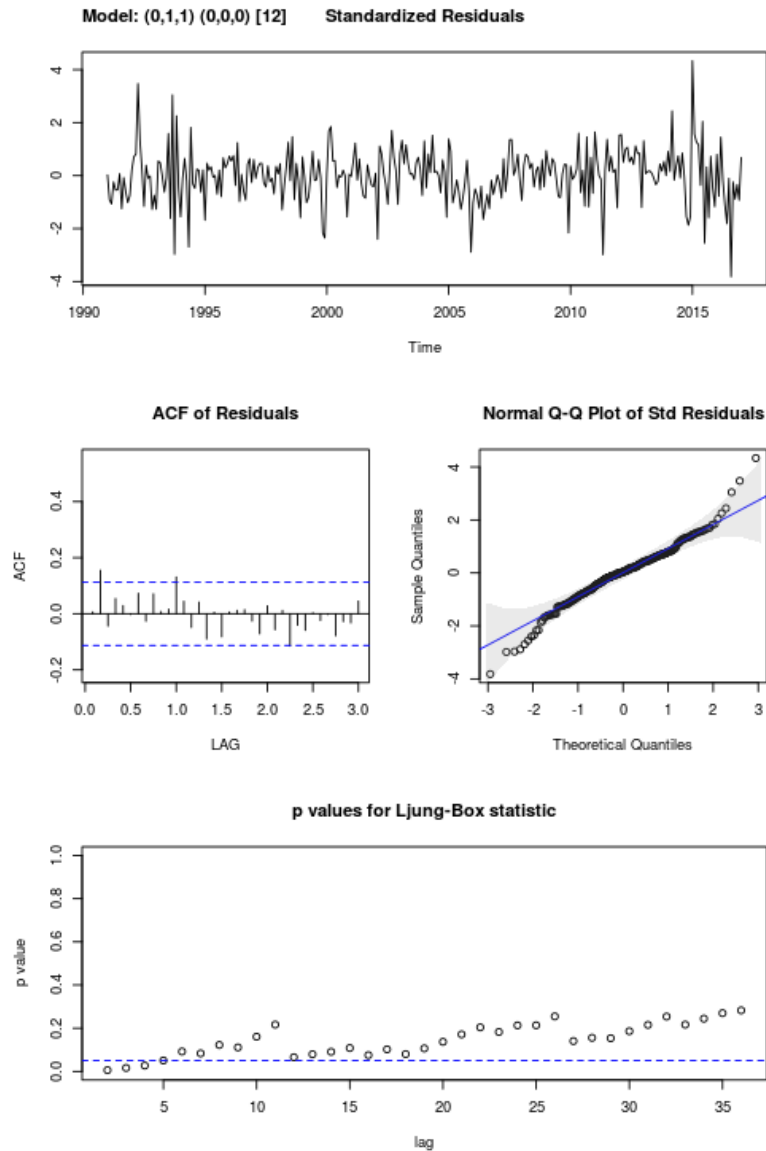 Model: (0,1,1) (0,0,0) [12] Standardized Residuals
4
2
0
-2
-4
1990 1995 2000 2005 2010 2015
Time
ACF of Residuals
ACF
0.4
0.2
0.0
-0.2
0.0 0.5 1.0 1.5 2.0 2.5 3.0
LAG
Normal Q-Q Plot of Std Residuals
Sample Quantiles
4
2
0
-2
-4
-3 -2 -1 0 1 2 3
Theoretical Quantiles
p values for Ljung-Box statistic
p value
1.0
0.8
0.6
0.4
0.2
0.0
5 10 15 20 25 30 35
lag